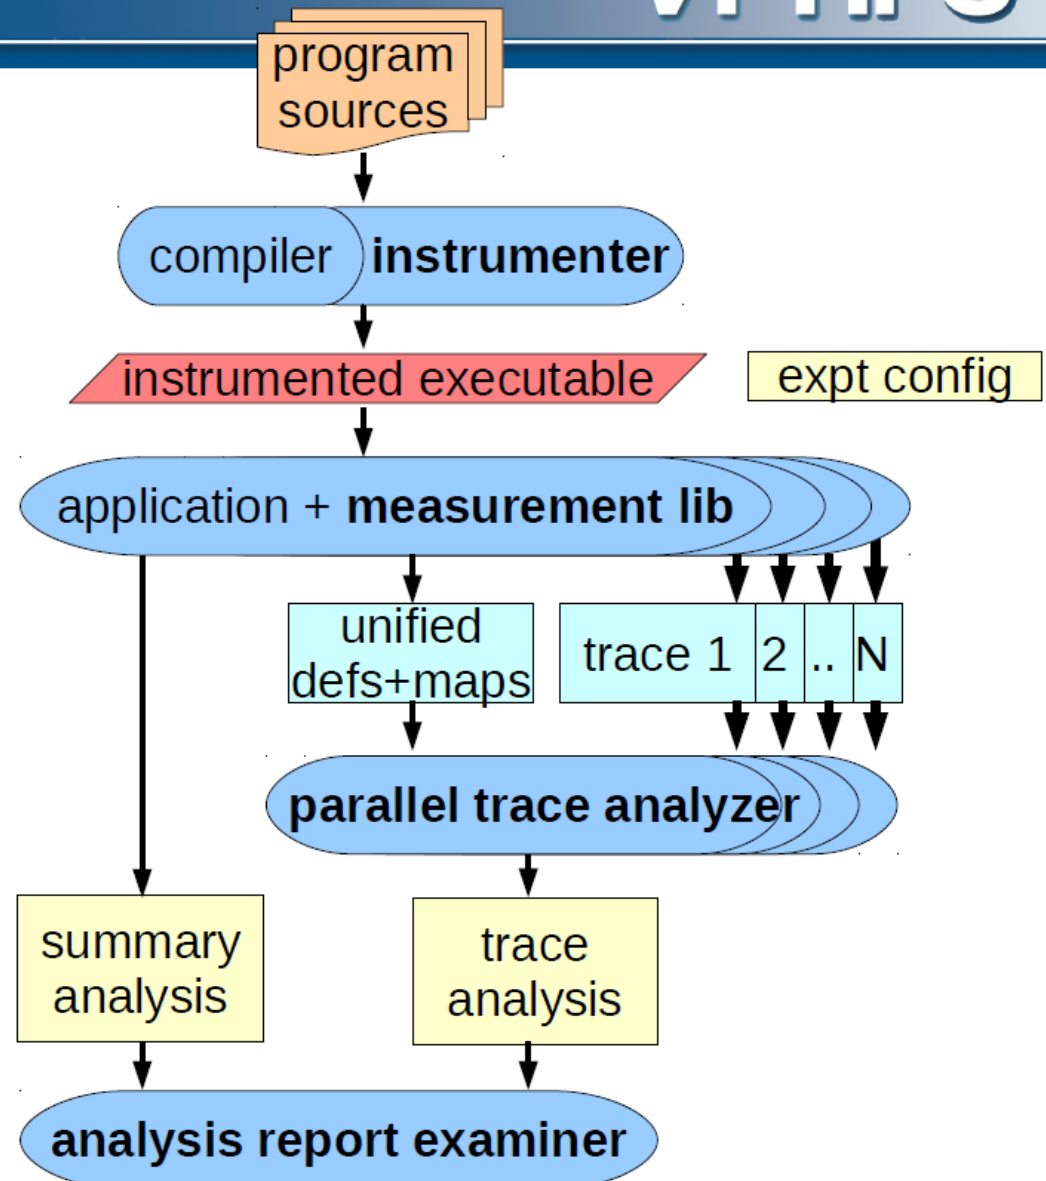 program
sources
compiler instrumenter
instrumented executable
expt config
application + measurement lib
unified
defs+maps
trace 1 2 .. N
parallel trace analyzer
summary
analysis
trace
analysis
analysis report examiner